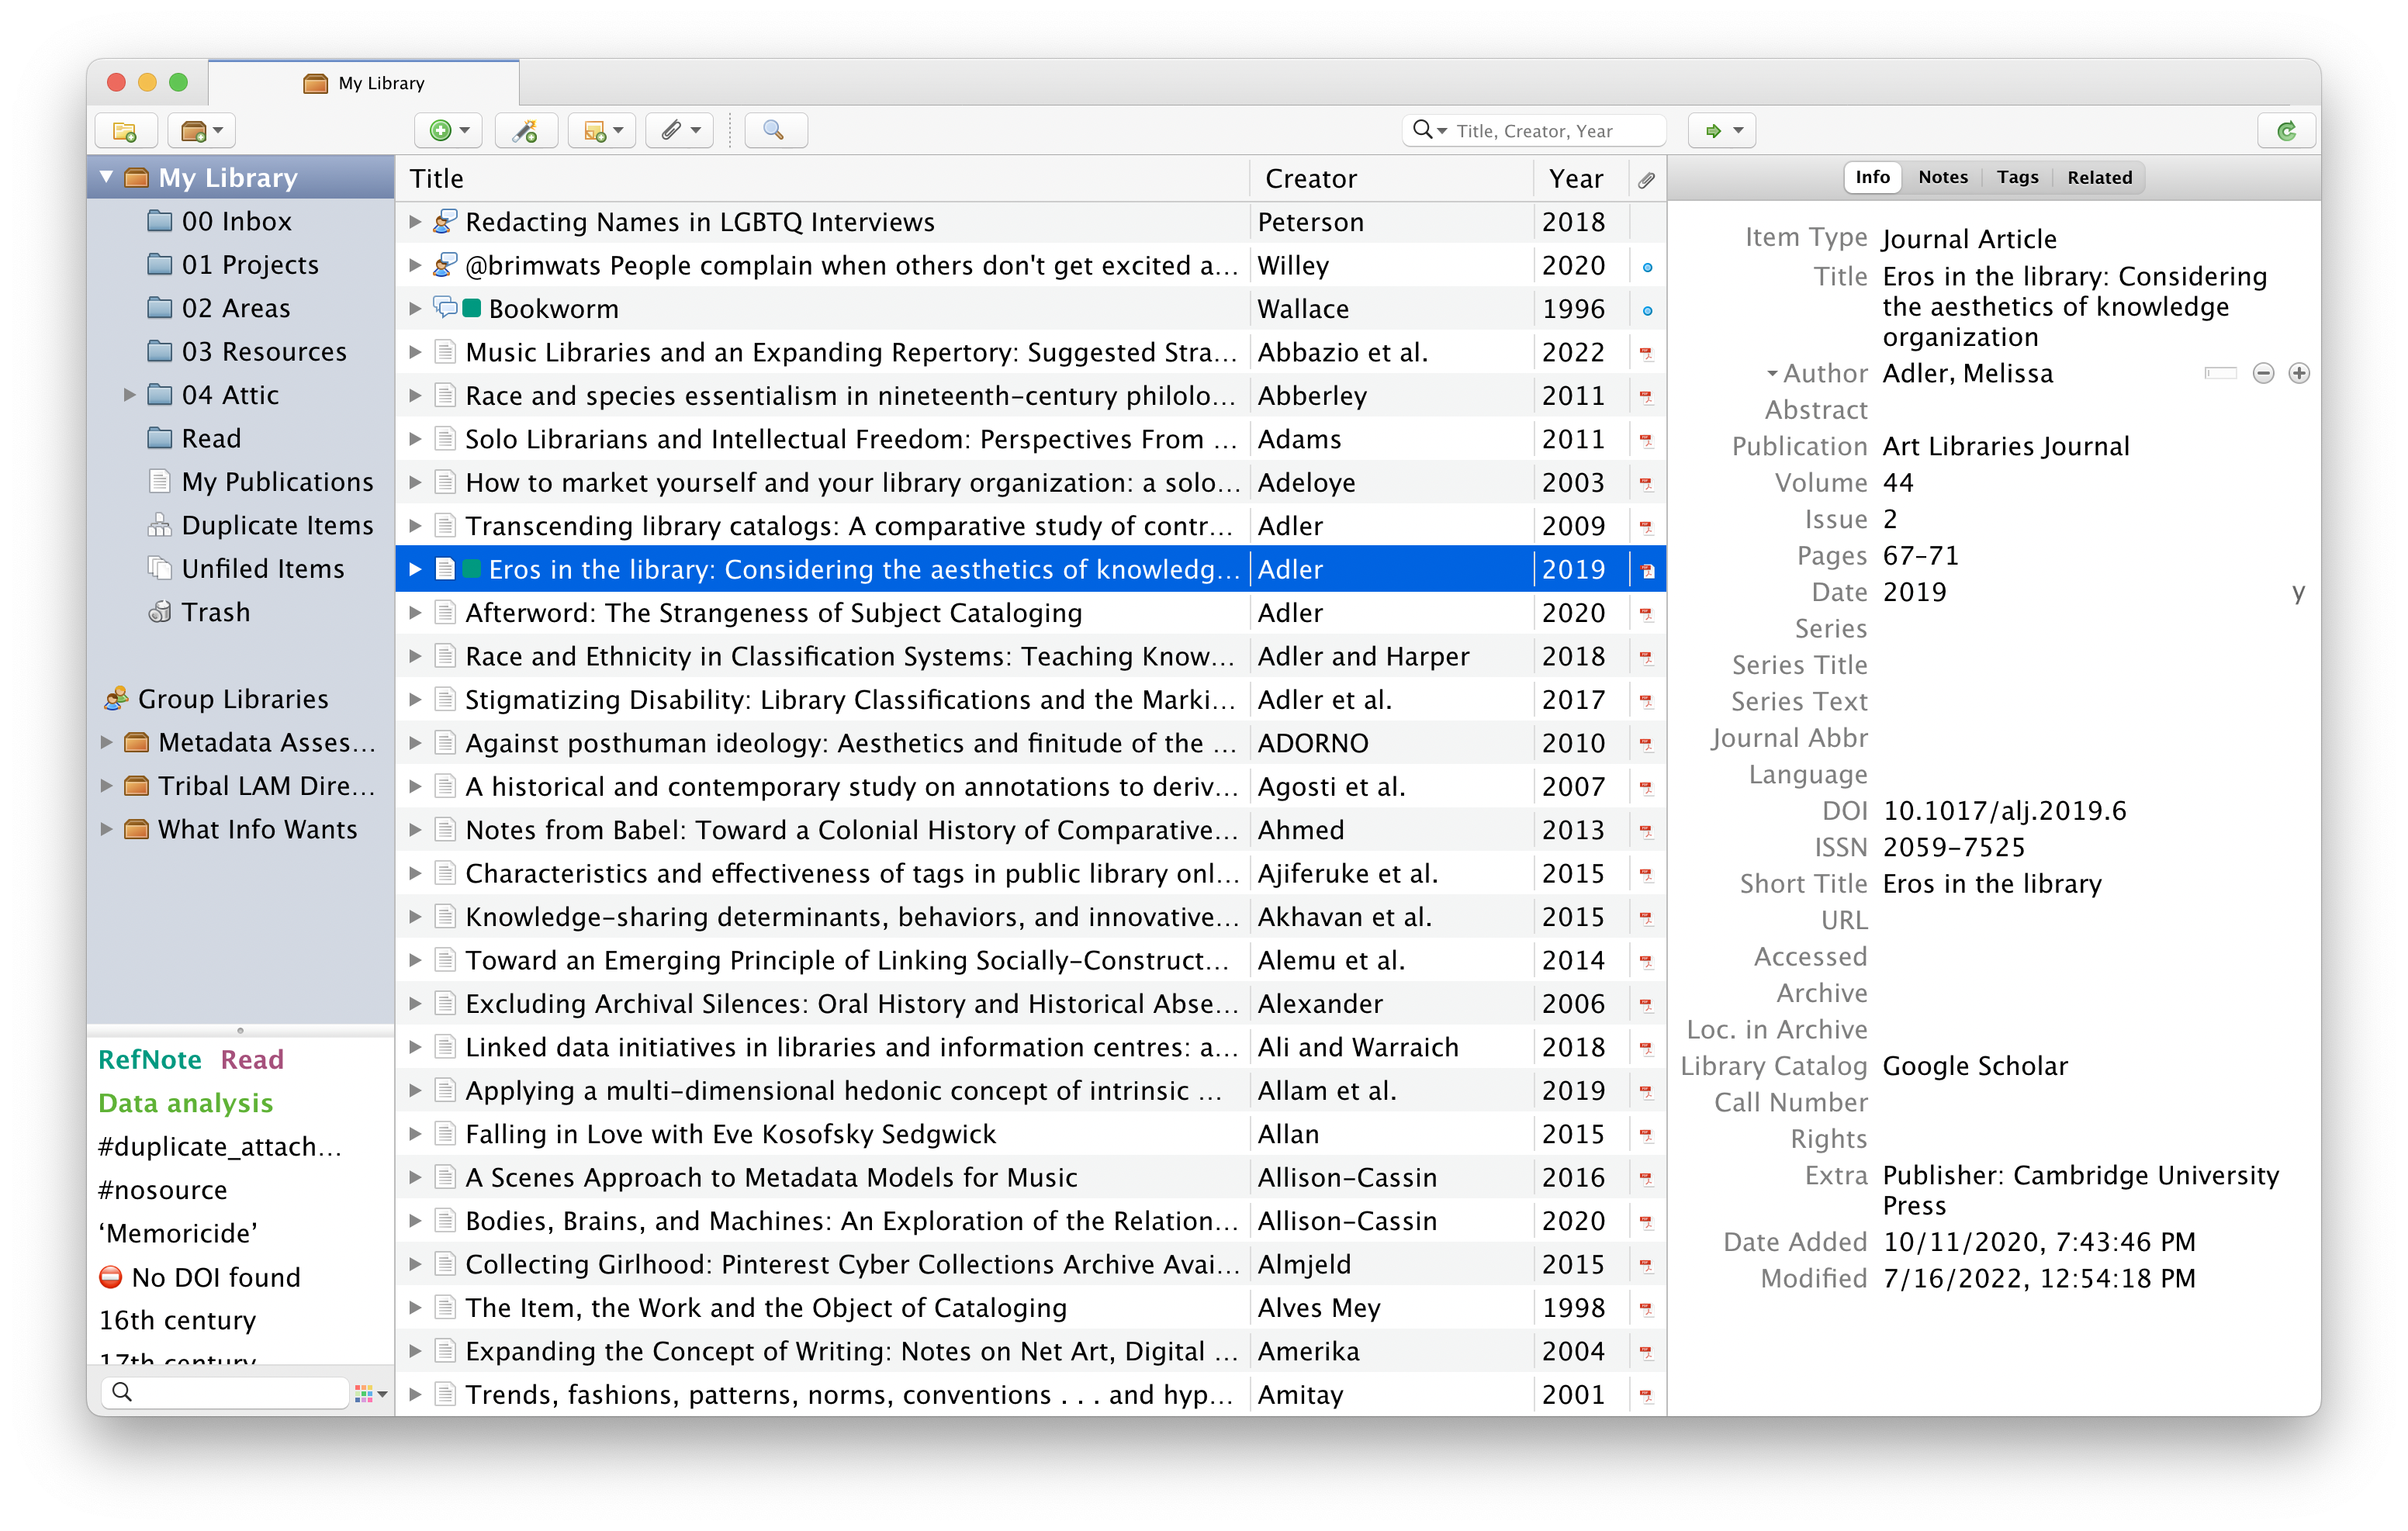 My Library
Title, Creator, Year
My Library
00 Inbox
01 Projects
02 Areas
03 Resources
04 Attic
Read
My Publications
Duplicate Items
Unfiled Items
Trash
Group Libraries
Metadata Asses...
Tribal LAM Dire...
What Info Wants
RefNote Read
Data analysis
#duplicate_attach...
#nosource
‘Memoricide’
No DOI found
16th century
17th century
Title Creator Year
Redacting Names in LGBTQ Interviews Peterson 2018
@brimwats People complain when others don't get excited a... Willey 2020
Bookworm Wallace 1996
Music Libraries and an Expanding Repertory: Suggested Stra... Abbazio et al. 2022
Race and species essentialism in nineteenth-century philolo... Abberley 2011
Solo Librarians and Intellectual Freedom: Perspectives From ... Adams 2011
How to market yourself and your library organization: a solo... Adeloye 2003
Transcending library catalogs: A comparative study of contr... Adler 2009
Eros in the library: Considering the aesthetics of knowledg... Adler 2019
Afterword: The Strangeness of Subject Cataloging Adler 2020
Race and Ethnicity in Classification Systems: Teaching Know... Adler and Harper 2018
Stigmatizing Disability: Library Classifications and the Marki... Adler et al. 2017
Against posthuman ideology: Aesthetics and finitude of the ... ADORNO 2010
A historical and contemporary study on annotations to deriv... Agosti et al. 2007
Notes from Babel: Toward a Colonial History of Comparative... Ahmed 2013
Characteristics and effectiveness of tags in public library onl... Ajiferuke et al. 2015
Knowledge-sharing determinants, behaviors, and innovative... Akhavan et al. 2015
Toward an Emerging Principle of Linking Socially-Construct... Alemu et al. 2014
Excluding Archival Silences: Oral History and Historical Abse... Alexander 2006
Linked data initiatives in libraries and information centres: a... Ali and Warraich 2018
Applying a multi-dimensional hedonic concept of intrinsic ... Allam et al. 2019
Falling in Love with Eve Kosofsky Sedgwick Allan 2015
A Scenes Approach to Metadata Models for Music Allison-Cassin 2016
Bodies, Brains, and Machines: An Exploration of the Relation... Allison-Cassin 2020
Collecting Girlhood: Pinterest Cyber Collections Archive Avai... Almjeld 2015
The Item, the Work and the Object of Cataloging Alves Mey 1998
Expanding the Concept of Writing: Notes on Net Art, Digital ... Amerika 2004
Trends, fashions, patterns, norms, conventions . . . and hyp... Amitay 2001
Info Notes Tags Related
Item Type Journal Article
Title Eros in the library: Considering
the aesthetics of knowledge
organization
Author Adler, Melissa
Abstract
Publication Art Libraries Journal
Volume 44
Issue 2
Pages 67-71
Date 2019 y
Series
Series Title
Series Text
Journal Abbr
Language
DOI 10.1017/alj.2019.6
ISSN 2059-7525
Short Title Eros in the library
URL
Accessed
Archive
Loc. in Archive
Library Catalog Google Scholar
Call Number
Rights
Extra Publisher: Cambridge University
Press
Date Added 10/11/2020, 7:43:46 PM
Modified 7/16/2022, 12:54:18 PM